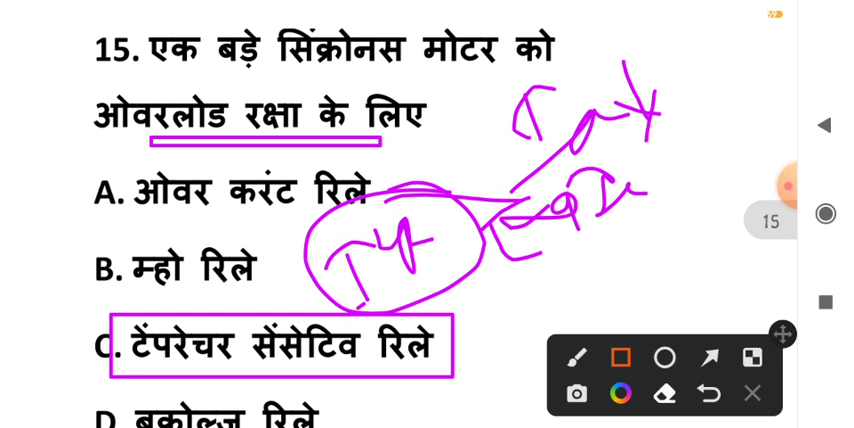 15. एक बड़े सिंक्रोनस मोटर को
ओवरलोड रक्षा के लिए
A. ओवर करंट रिले
B. म्हो रिले
C. टेंपरेचर सेंसेटिव रिले
D. बुकोल्ज रिले
15